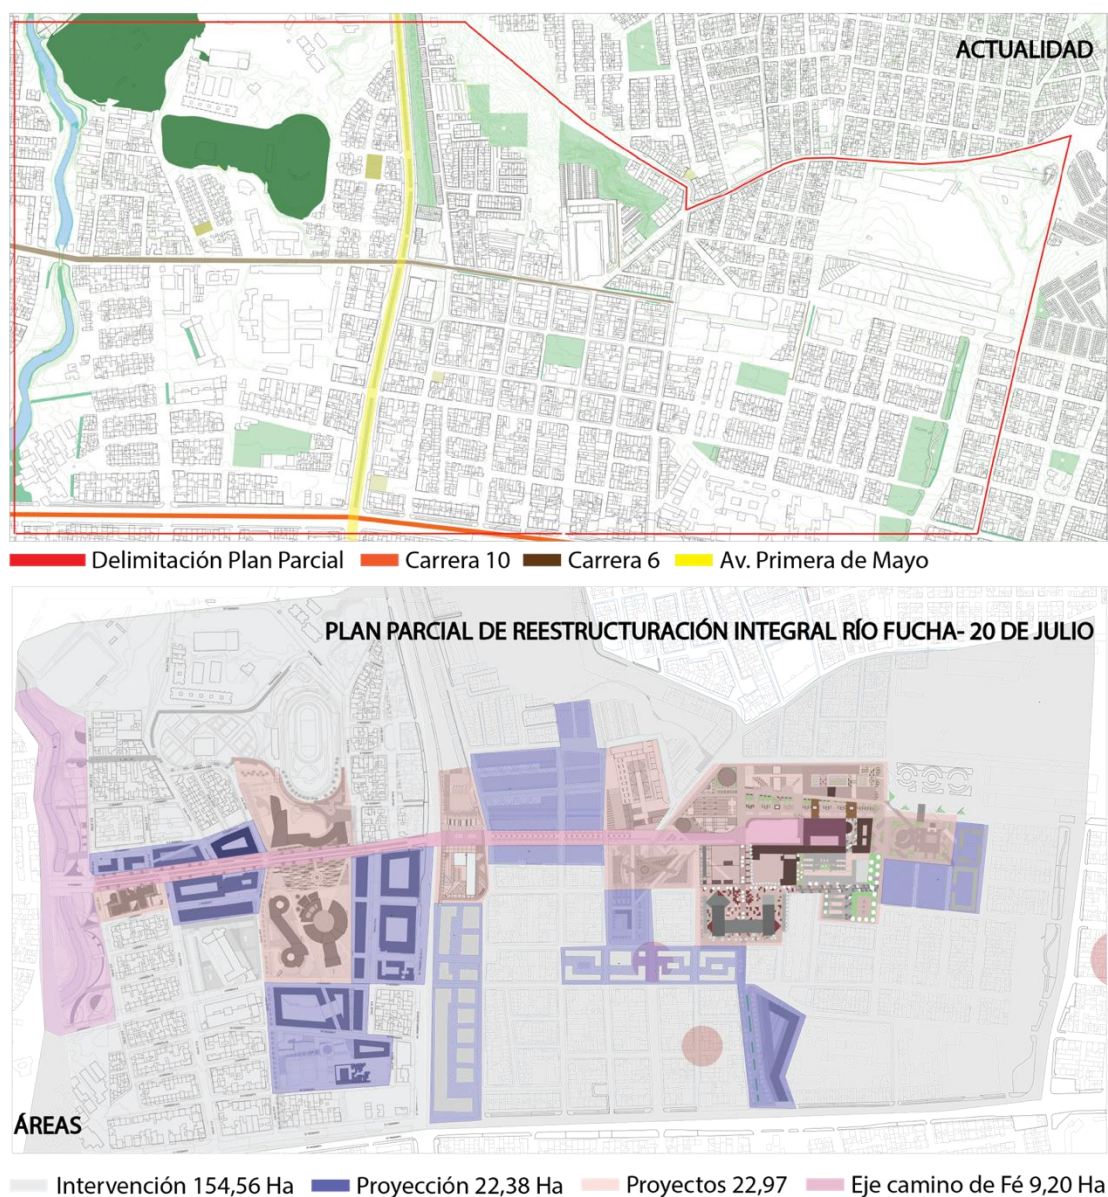 ACTUALIDAD
Delimitación Plan Parcial Carrera 10 Carrera 6 Av. Primera de Mayo
PLAN PARCIAL DE REESTRUCTURACIÓN INTEGRAL RÍO FUCHA- 20 DE JULIO
ÁREAS
Intervención 154,56 Ha Proyección 22,38 Ha Proyectos 22,97 Eje camino de Fé 9,20 Ha